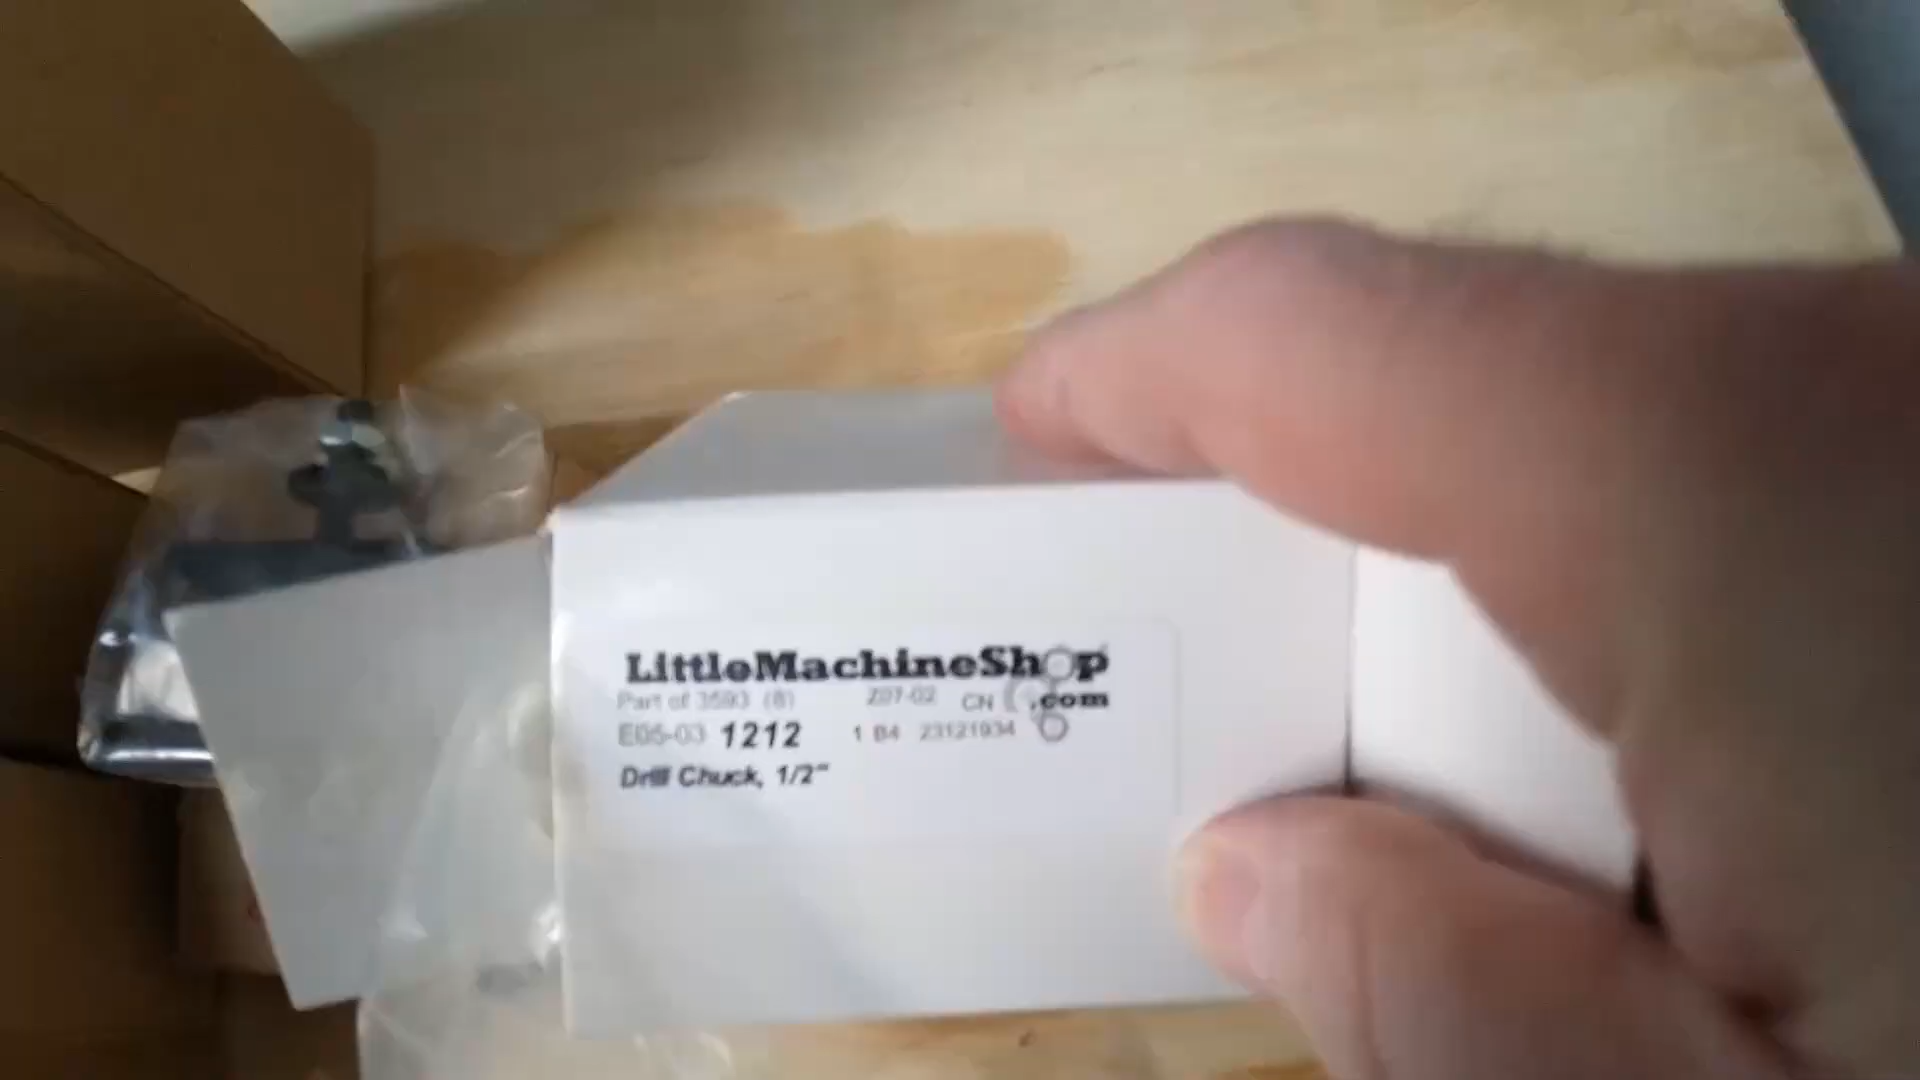 LittleMachineShop
.com
Part of 3593 (8) Z07-02 CN
E05-03 1212 1 B4 23121934
Drill Chuck, 1/2"